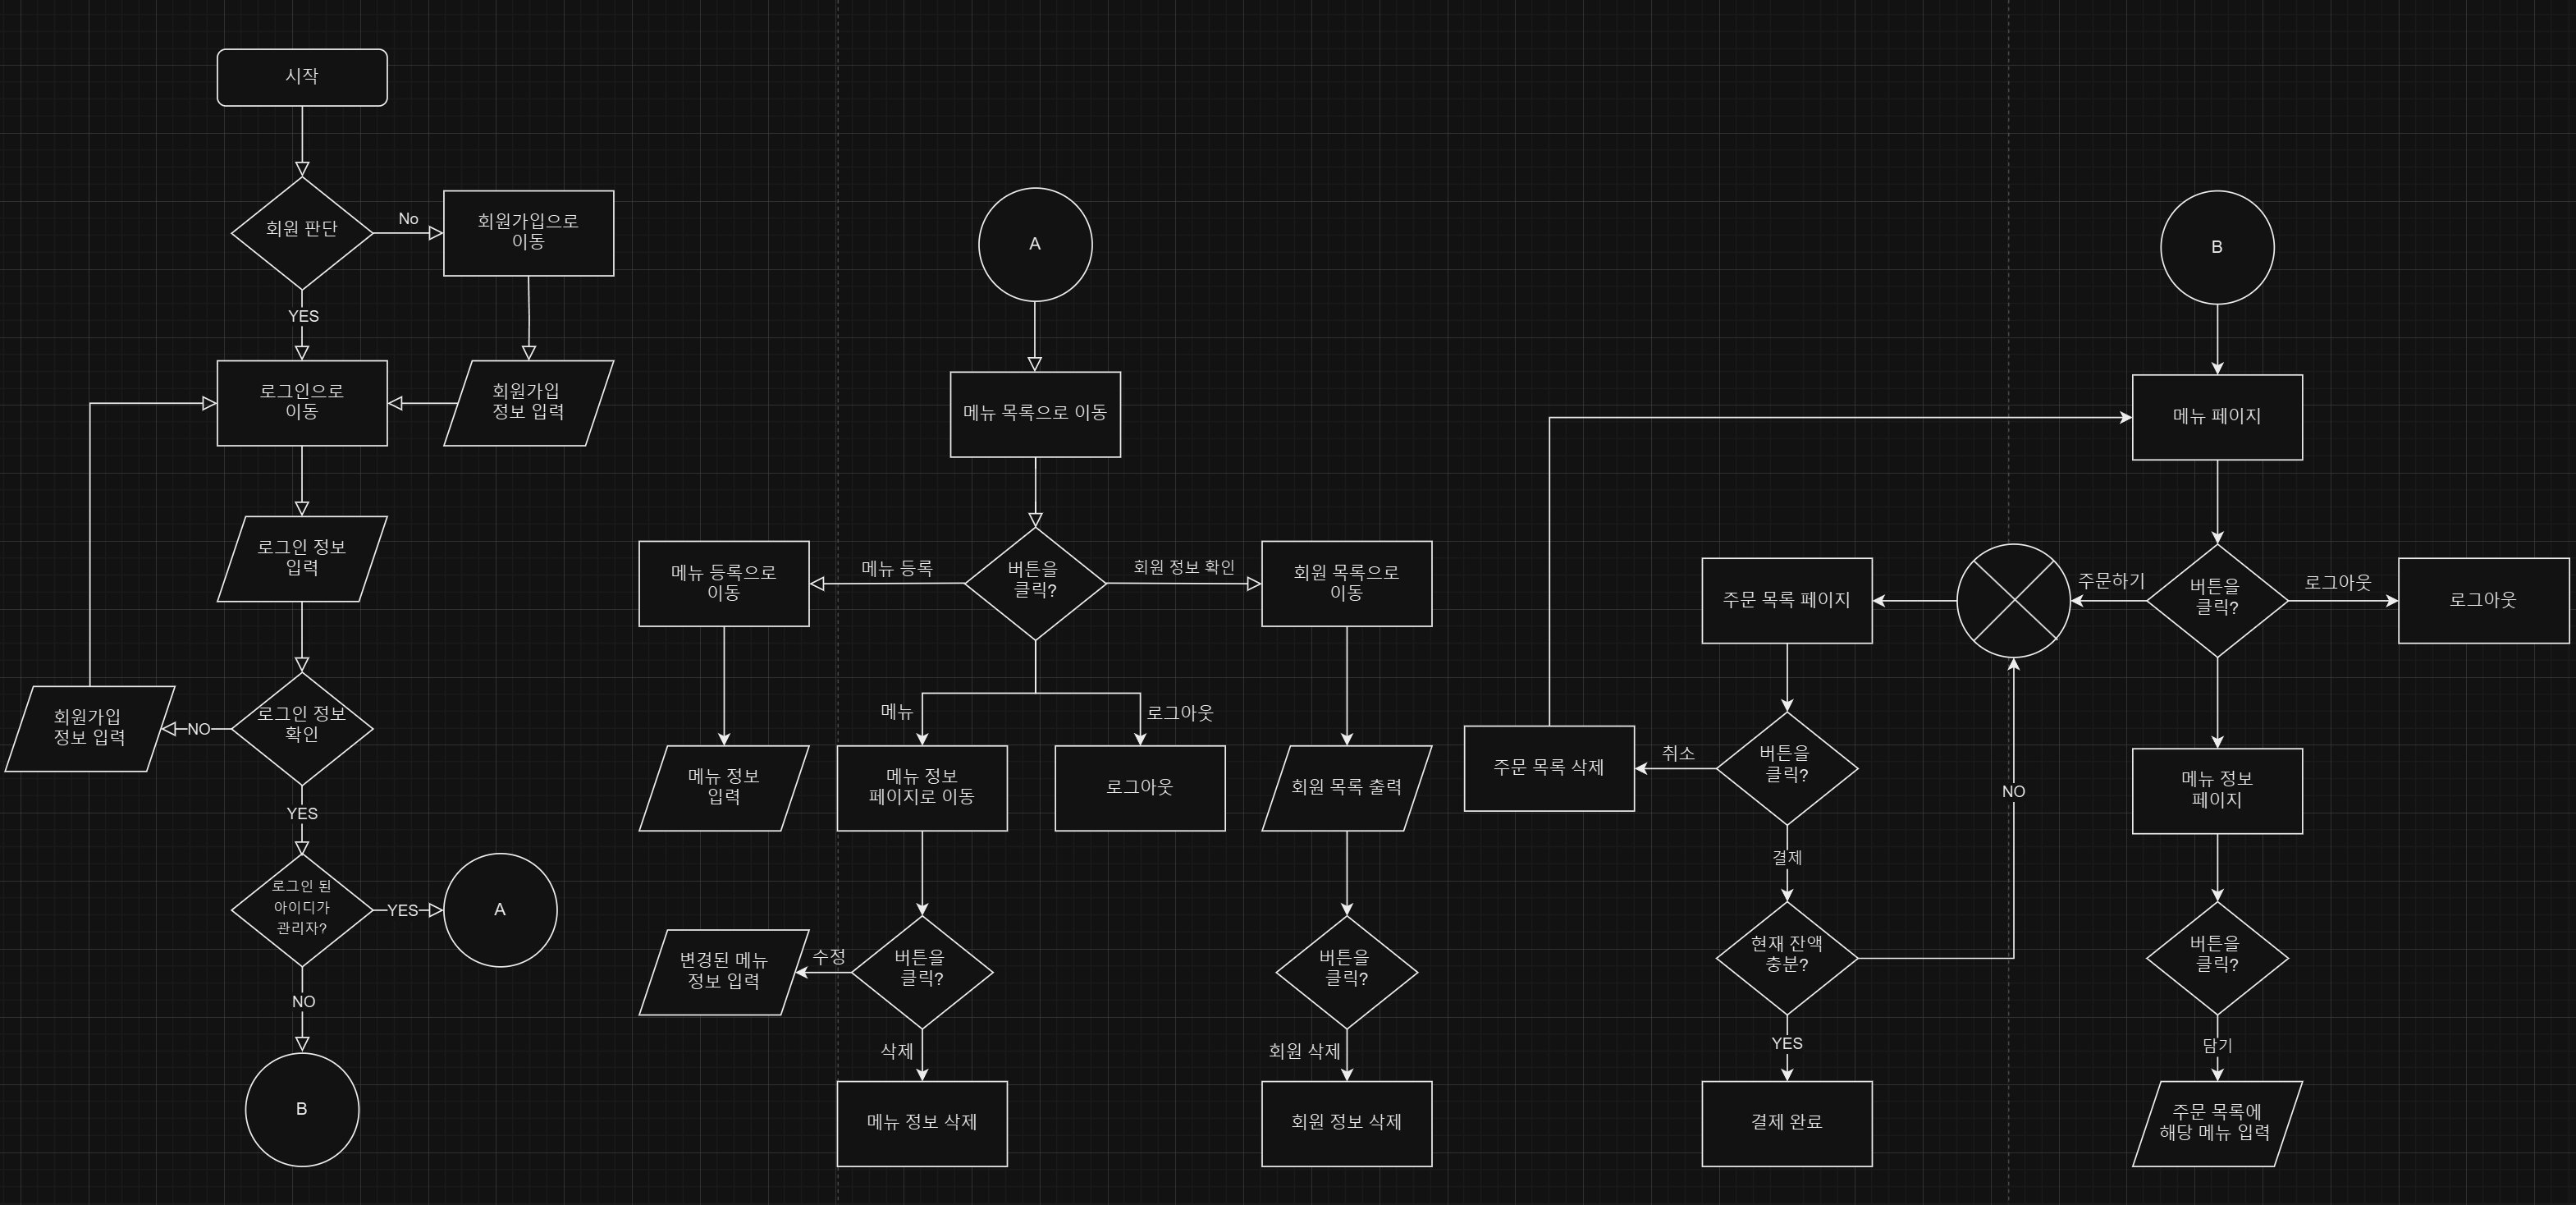 시작
회원 판단
No
회원가입으로
이동
YES
로그인으로
이동
회원가입
정보 입력
로그인 정보
입력
로그인 정보
확인
NO
회원가입
정보 입력
YES
로그인 된
아이디가
관리자?
YES
A
NO
B
A
메뉴 목록으로 이동
버튼을
클릭?
메뉴 등록
메뉴 등록으로
이동
회원 정보 확인
회원 목록으로
이동
메뉴
로그아웃
메뉴 정보
입력
메뉴 정보
페이지로 이동
로그아웃
회원 목록 출력
버튼을
클릭?
수정
변경된 메뉴
정보 입력
삭제
메뉴 정보 삭제
버튼을
클릭?
회원 삭제
회원 정보 삭제
B
메뉴 페이지
버튼을
클릭?
주문하기
로그아웃
로그아웃
주문 목록 페이지
버튼을
클릭?
취소
주문 목록 삭제
결제
현재 잔액
충분?
NO
YES
결제 완료
메뉴 정보
페이지
버튼을
클릭?
담기
주문 목록에
해당 메뉴 입력